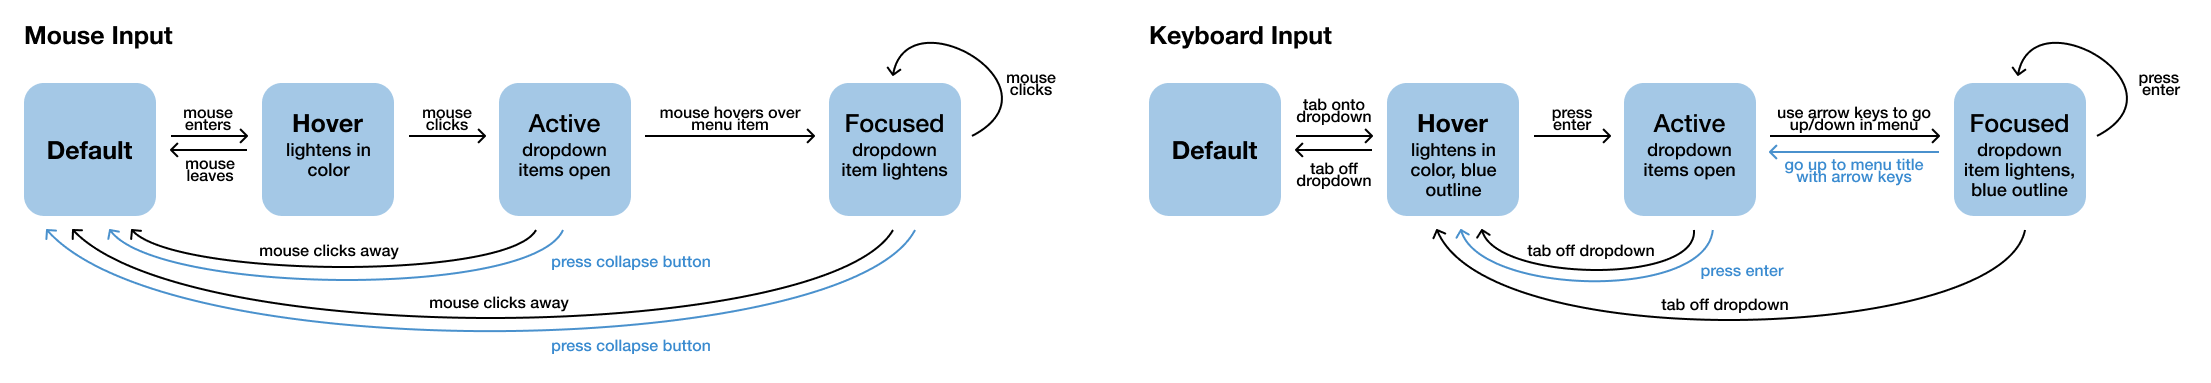 Mouse Input
Default
mouse
enters
mouse
leaves
Hover
lightens in
color
mouse
clicks
Active
dropdown
items open
mouse hovers over
menu item
Focused
dropdown
item lightens
mouse
clicks
mouse clicks away
press collapse button
mouse clicks away
press collapse button
Keyboard Input
Default
tab onto
dropdown
tab off
dropdown
Hover
lightens in
color, blue
outline
press
enter
Active
dropdown
items open
use arrow keys to go
up/down in menu
go up to menu title
with arrow keys
Focused
dropdown
item lightens,
blue outline
press
enter
tab off dropdown
press enter
tab off dropdown